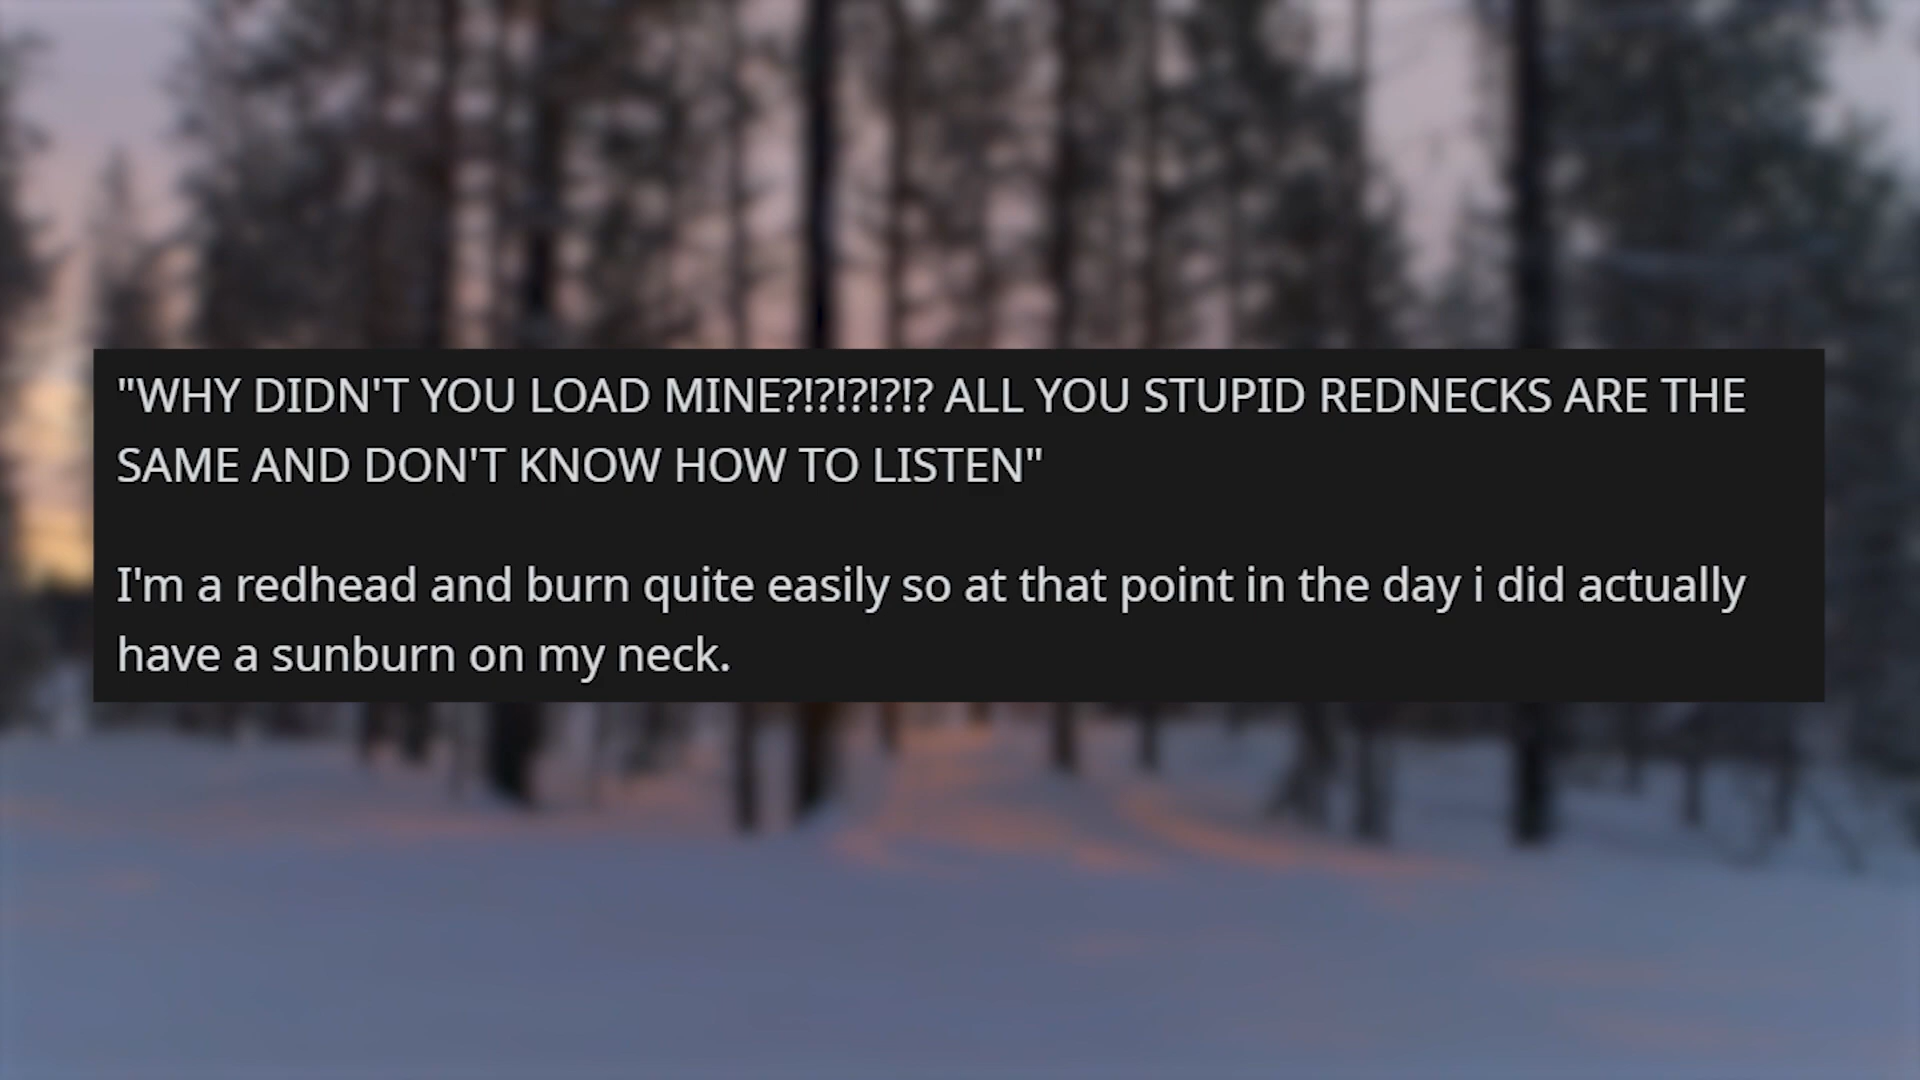 "WHY DIDN'T YOU LOAD MINE?!?!?!?!? ALL YOU STUPID REDNECKS ARE THE
SAME AND DON'T KNOW HOW TO LISTEN"
I'm a redhead and burn quite easily so at that point in the day i did actually
have a sunburn on my neck.